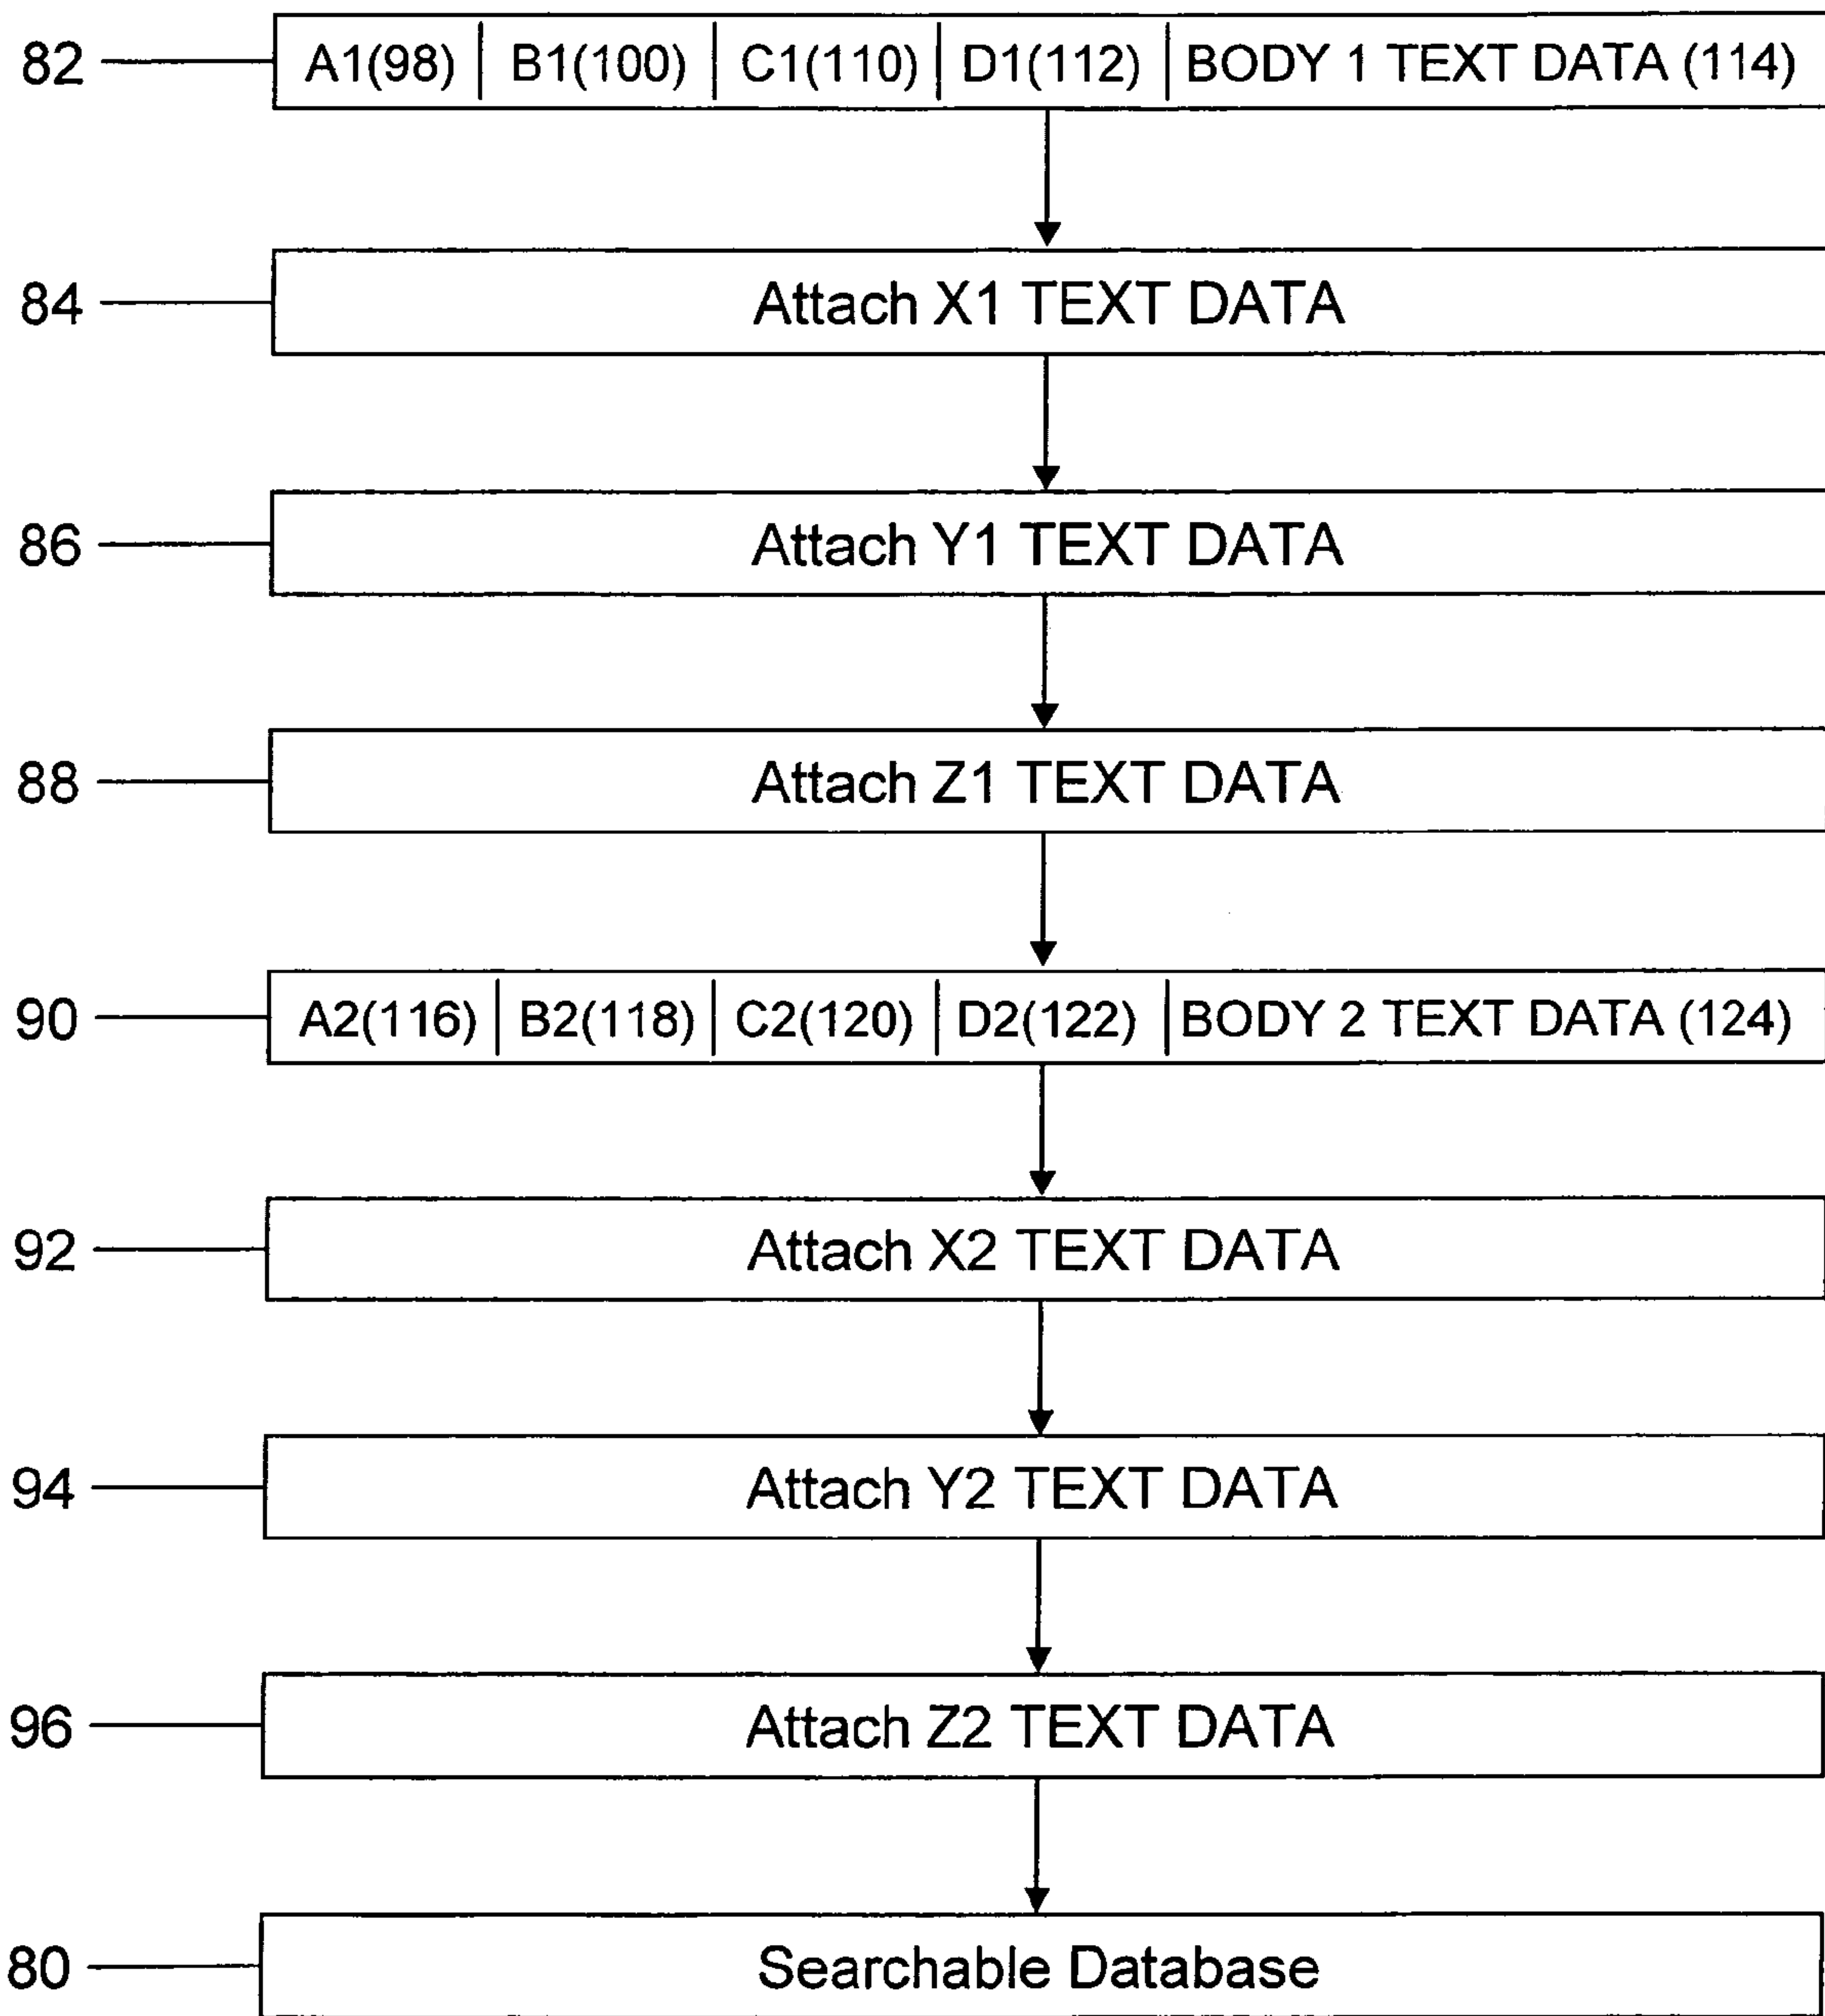 82 A1(98) B1(100) C1(110) D1(112) BODY 1 TEXT DATA (114)
84 Attach X1 TEXT DATA
86 Attach Y1 TEXT DATA
88 Attach Z1 TEXT DATA
90 A2(116) B2(118) C2(120) D2(122) BODY 2 TEXT DATA (124)
92 Attach X2 TEXT DATA
94 Attach Y2 TEXT DATA
96 Attach Z2 TEXT DATA
80 Searchable Database